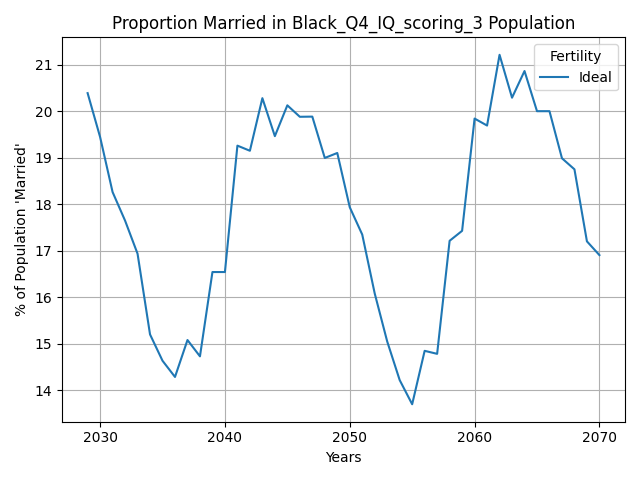 Proportion Married in Black_Q4_IQ_scoring_3 Population
Fertility
Ideal
% of Population 'Married'
21
20
19
18
17
16
15
14
2030 2040 2050 2060 2070
Years